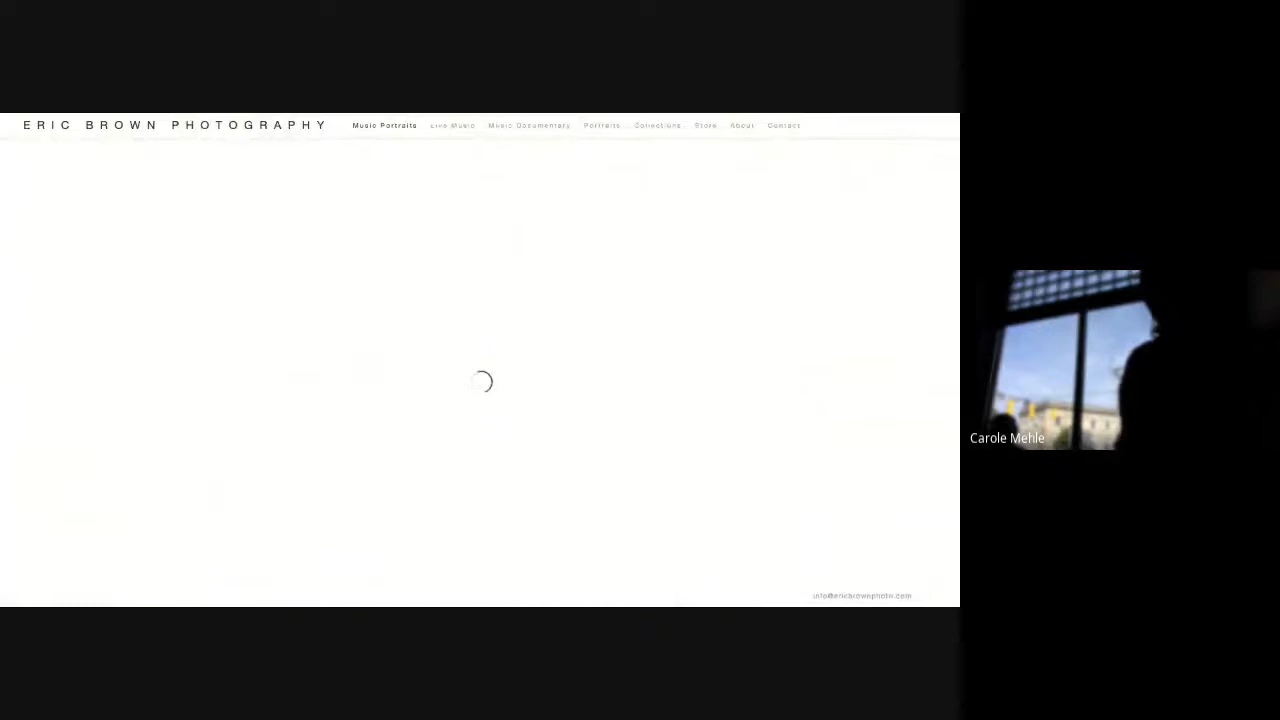 ERIC BROWN PHOTOGRAPHY
Music Portraits Live Music Music Documentary Portraits Collections Store About Contact
info@ericbrownphoto.com
Carole Mehle